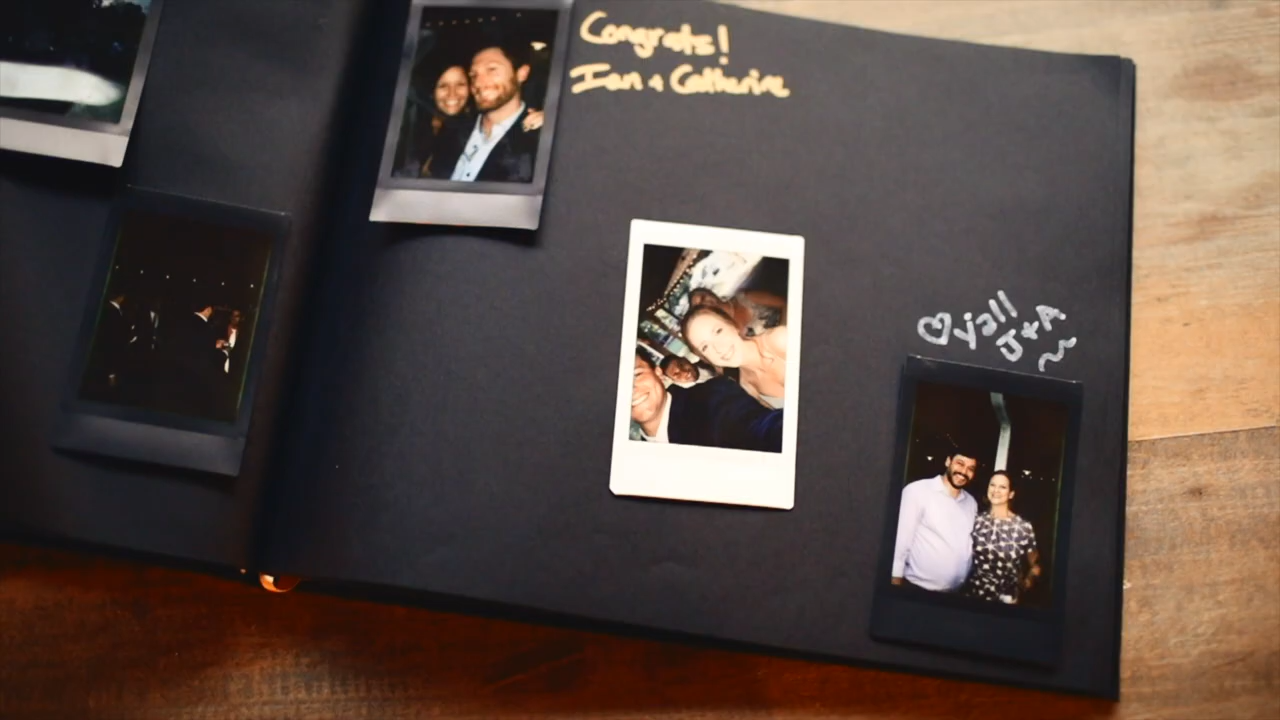 Congrats!
Ian + Catherine
♡ y'all
J+A